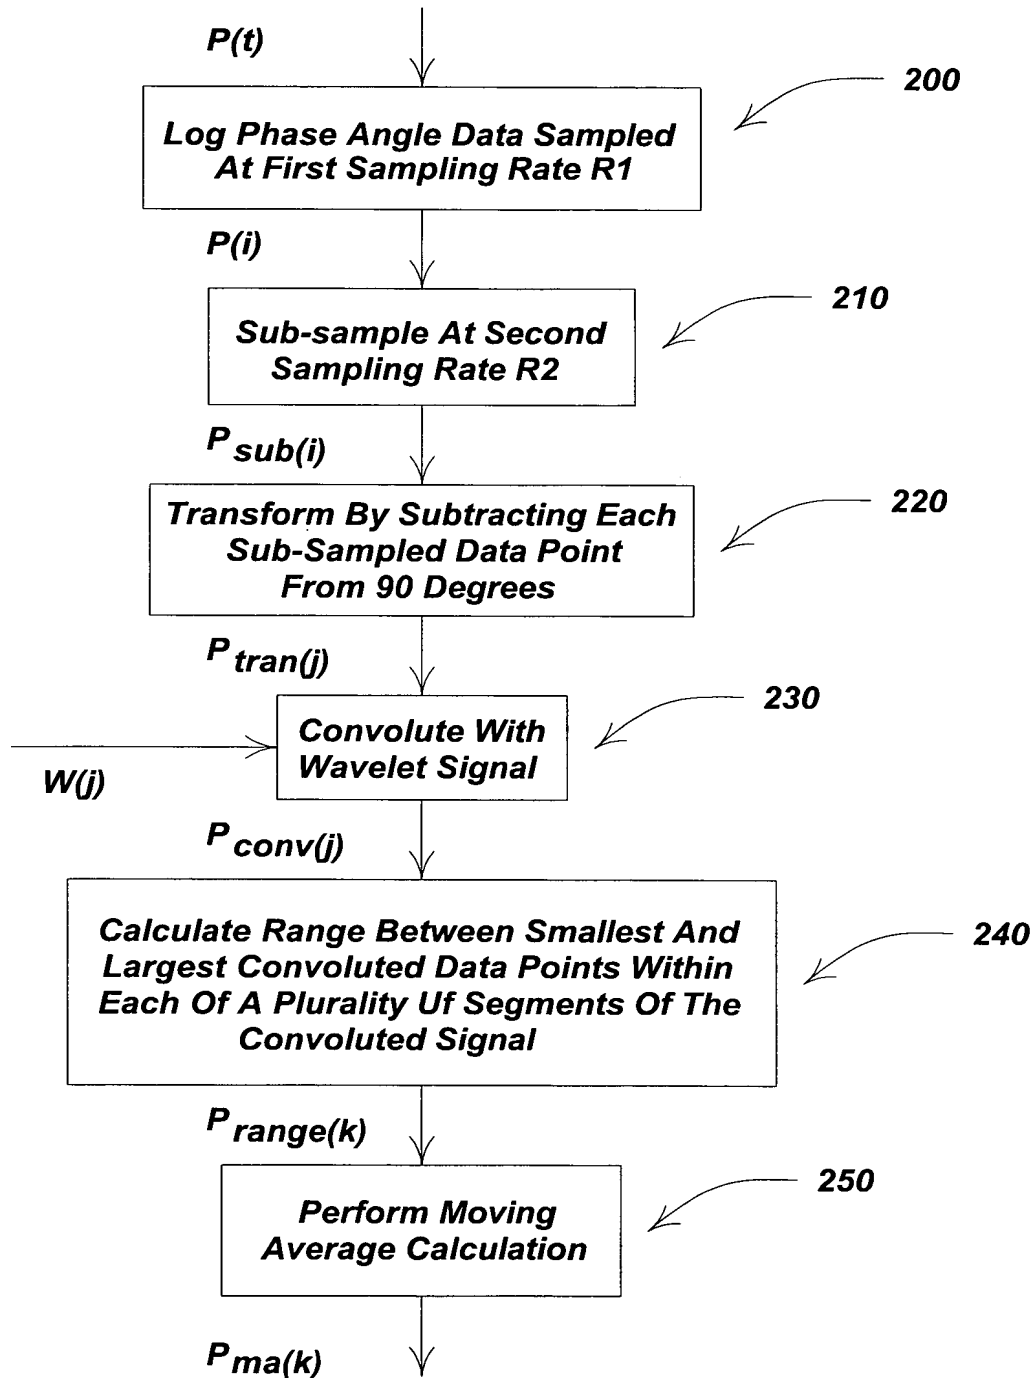 P(t)
200
Log Phase Angle Data Sampled
At First Sampling Rate R1
P(i)
210
Sub-sample At Second
Sampling Rate R2
P sub(i)
220
Transform By Subtracting Each
Sub-Sampled Data Point
From 90 Degrees
P tran(j)
230
Convolute With
Wavelet Signal
W(j)
P conv(j)
240
Calculate Range Between Smallest And
Largest Convoluted Data Points Within
Each Of A Plurality Uf Segments Of The
Convoluted Signal
P range(k)
250
Perform Moving
Average Calculation
P ma(k)